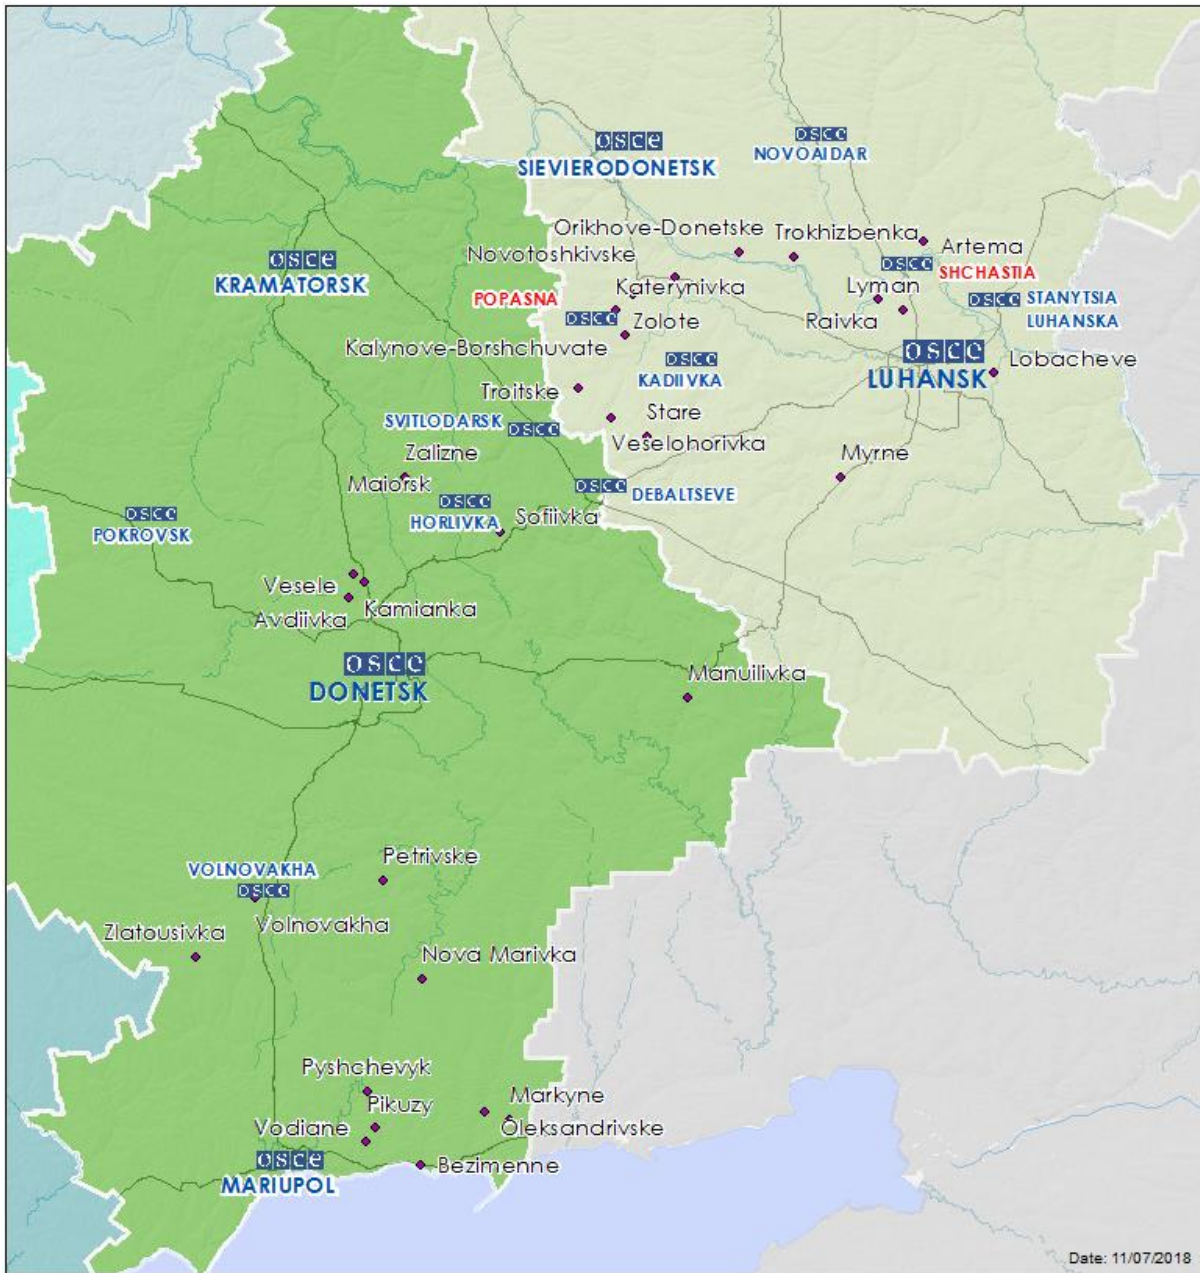 osce
SIEVIERODONETSK
osce
NOVOAIDAR
Orikhove-Donetske
Trokhizbenka
Artema
Novotoshkivske
osce
KRAMATORSK
osce
SHCHASTIA
Katerynivka
Lyman
POPASNA
osce
osce
STANYTSIA
LUHANSKA
Zolote
Raivka
Kalynove-Borshchuvate
osce
KADIIVKA
osce
LUHANSK
Lobacheve
Troitske
Stare
SVITLODARSK
osce
Veselohorivka
Zalizne
Myrne
Maiorsk
osce
DEBALTSEVE
osce
HORLIVKA
Sofiivka
osce
POKROVSK
Vesele
Kamianka
Avdiivka
osce
DONETSK
Manuilivka
Petrivske
VOLNOVAKHA
osce
Volnovakha
Zlatousivka
Nova Marivka
Pyshchevyk
Pikuzy
Markyne
Vodiane
Oleksandrivske
osce
MARIUPOL
Bezimenne
Date: 11/07/2018